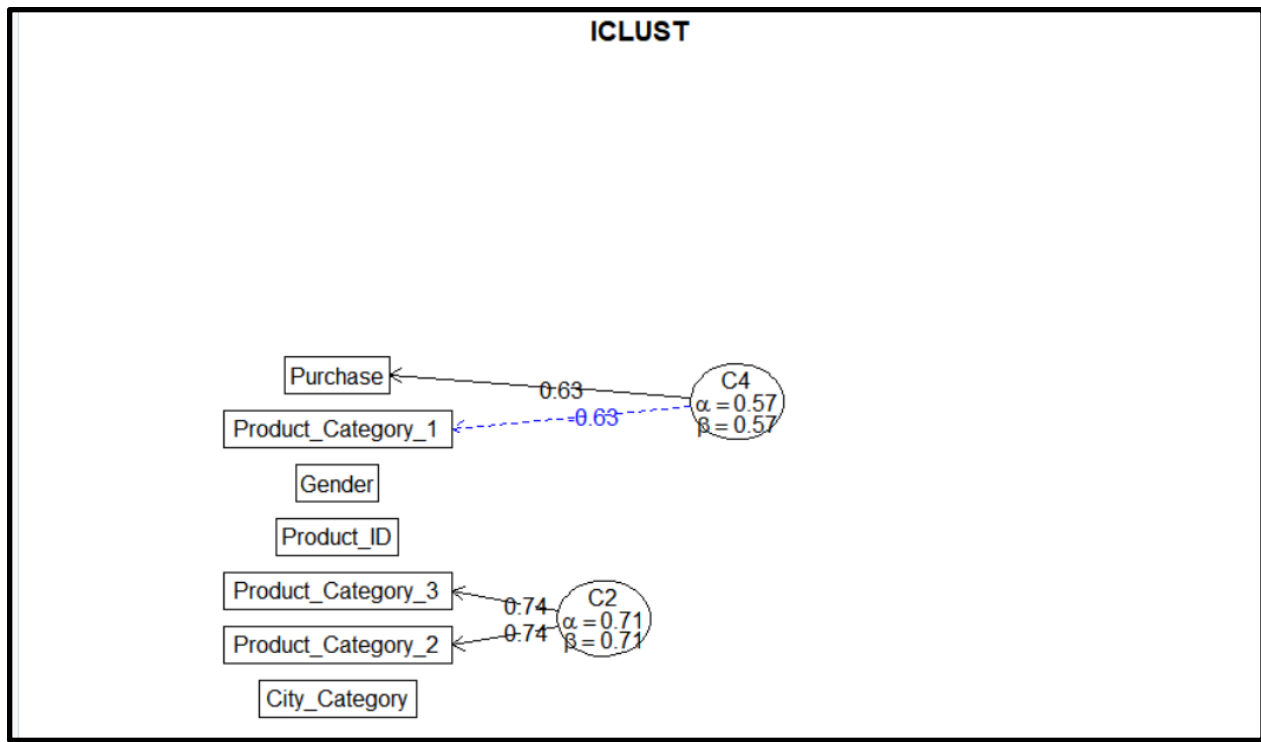 ICLUST
Purchase
0.63
C4
α = 0.57
β = 0.57
Product_Category_1
-0.63
Gender
Product_ID
Product_Category_3
0.74
C2
α = 0.71
β = 0.71
Product_Category_2
0.74
City_Category